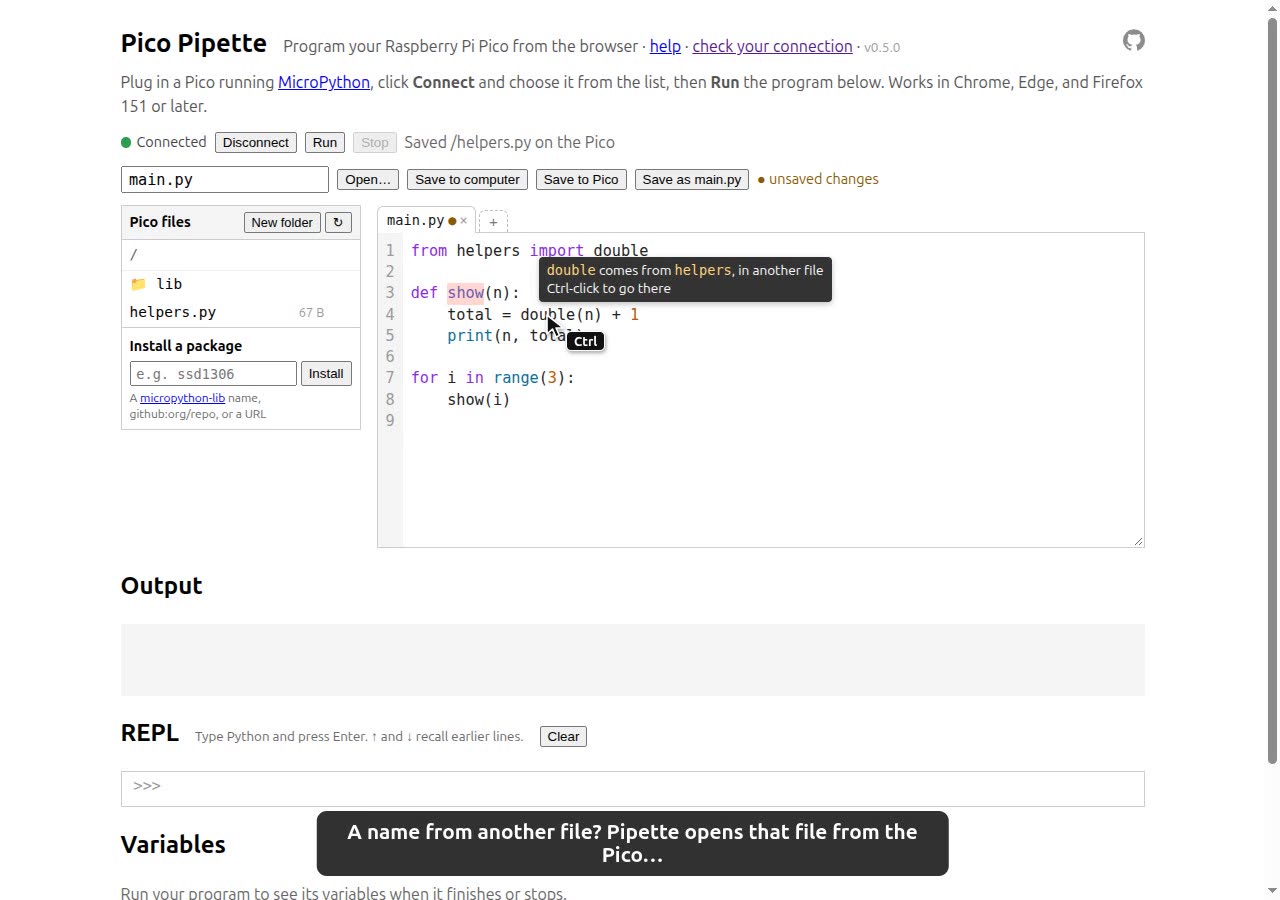 Pico Pipette Program your Raspberry Pi Pico from the browser · help · check your connection · v0.5.0
Plug in a Pico running MicroPython, click Connect and choose it from the list, then Run the program below. Works in Chrome, Edge, and Firefox
151 or later.
Connected Disconnect Run Stop Saved /helpers.py on the Pico
main.py Open… Save to computer Save to Pico Save as main.py ● unsaved changes
Pico files New folder ↻
/
lib
helpers.py 67 B
Install a package
e.g. ssd1306 Install
A micropython-lib name,
github:org/repo, or a URL
main.py ● × +
1 from helpers import double
2
3 def show(n):
4     total = double(n) + 1
5     print(n, total)
6
7 for i in range(3):
8     show(i)
9
double comes from helpers, in another file
Ctrl-click to go there
Ctrl
Output
REPL Type Python and press Enter. ↑ and ↓ recall earlier lines. Clear
>>>
Variables
Run your program to see its variables when it finishes or stops.
A name from another file? Pipette opens that file from the
Pico…